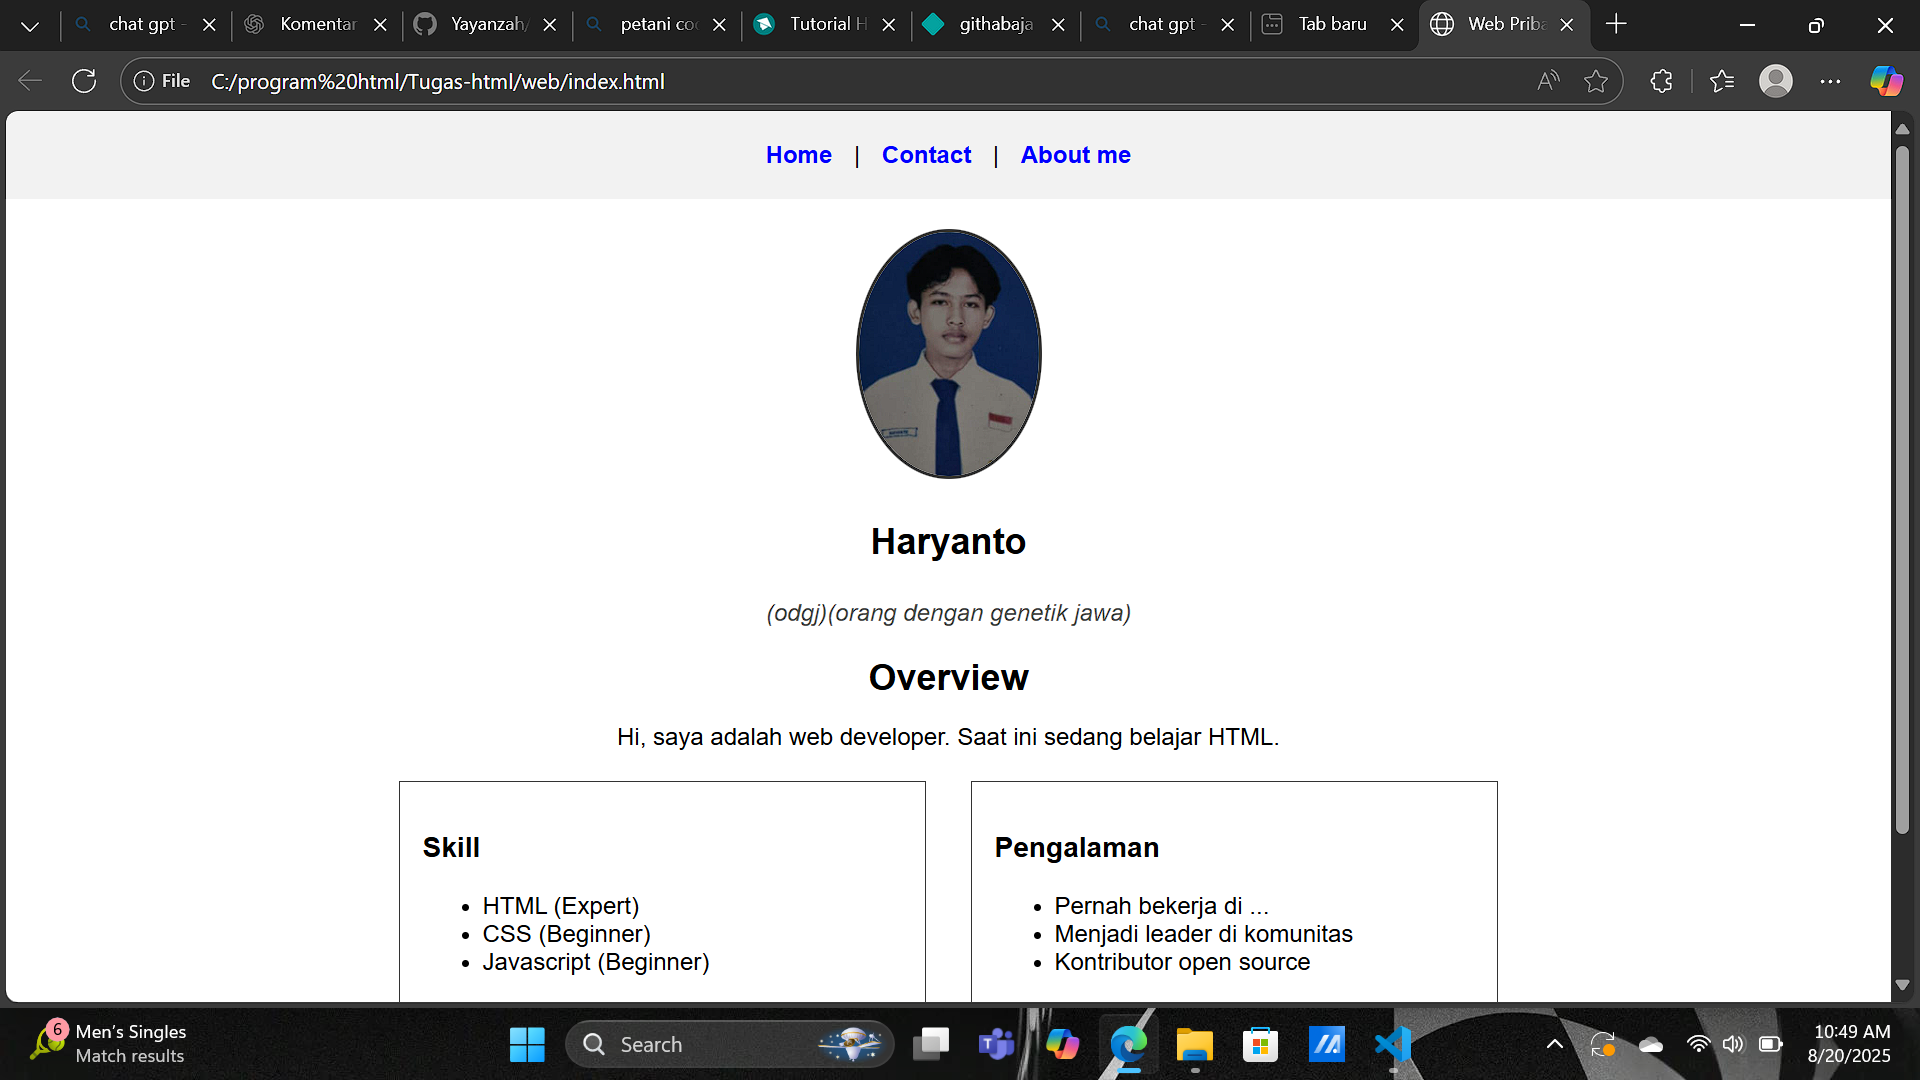 chat gpt -
Komentar
Yayanzah/
petani co
Tutorial H
githabaja
chat gpt -
Tab baru
Web Priba
File
C:/program%20html/Tugas-html/web/index.html
Home | Contact | About me
Haryanto
(odgj)(orang dengan genetik jawa)
Overview
Hi, saya adalah web developer. Saat ini sedang belajar HTML.
Skill
• HTML (Expert)
• CSS (Beginner)
• Javascript (Beginner)
Pengalaman
• Pernah bekerja di ...
• Menjadi leader di komunitas
• Kontributor open source
6
Men's Singles
Match results
Search
10:49 AM
8/20/2025